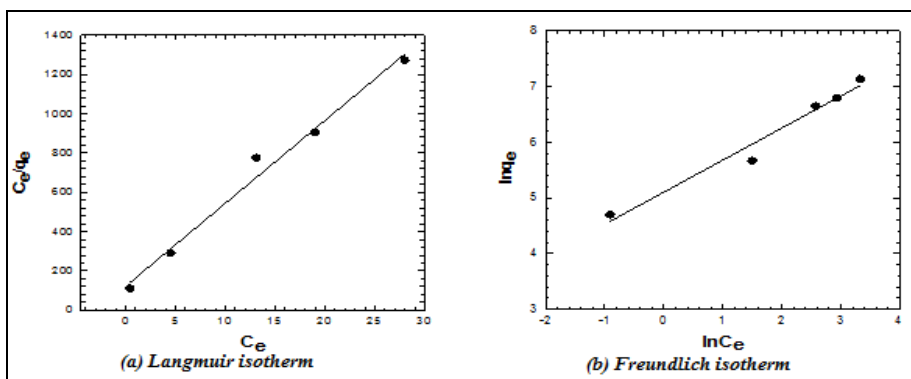 1400
1200
1000
800
600
400
200
0
Ce/qe
0 5 10 15 20 25 30
Ce
(a) Langmuir isotherm
8
7
6
5
4
3
lnqe
-2 -1 0 1 2 3 4
lnCe
(b) Freundlich isotherm